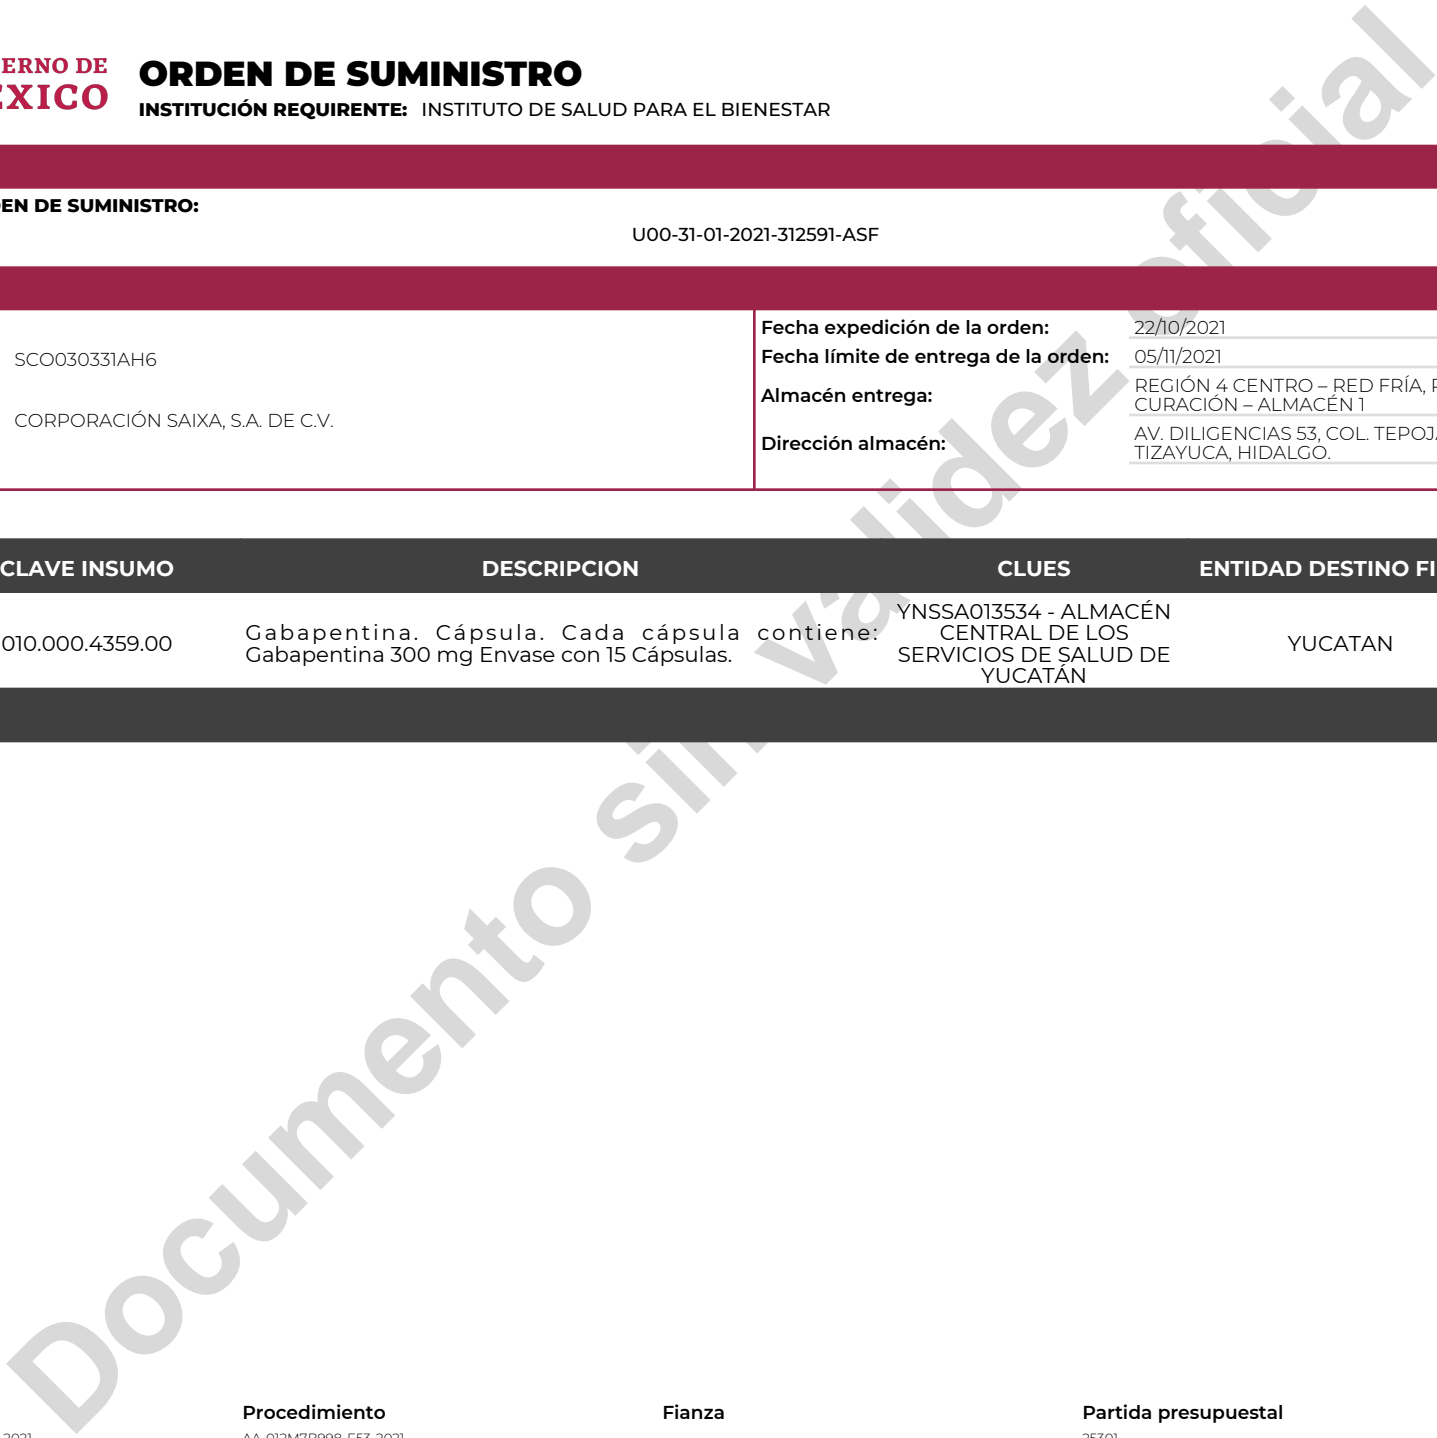 ERNO DE
ORDEN DE SUMINISTRO
INSTITUCIÓN REQUIRENTE: INSTITUTO DE SALUD PARA EL BIENESTAR
EN DE SUMINISTRO:
U00-31-01-2021-312591-ASF
SCO030331AH6
CORPORACIÓN SAIXA, S.A. DE C.V.
Fecha expedición de la orden: 22/10/2021
Fecha límite de entrega de la orden: 05/11/2021
Almacén entrega: REGIÓN 4 CENTRO – RED FRÍA,
CURACIÓN – ALMACÉN 1
Dirección almacén: AV. DILIGENCIAS 53, COL. TEPOJ
TIZAYUCA, HIDALGO.
CLAVE INSUMO DESCRIPCION CLUES ENTIDAD DESTINO FI
010.000.4359.00
Gabapentina. Cápsula. Cada cápsula contiene:
Gabapentina 300 mg Envase con 15 Cápsulas.
YNSSA013534 - ALMACÉN
CENTRAL DE LOS
SERVICIOS DE SALUD DE
YUCATÁN
YUCATAN
Documento sin validez oficial
Procedimiento Fianza Partida presupuestal